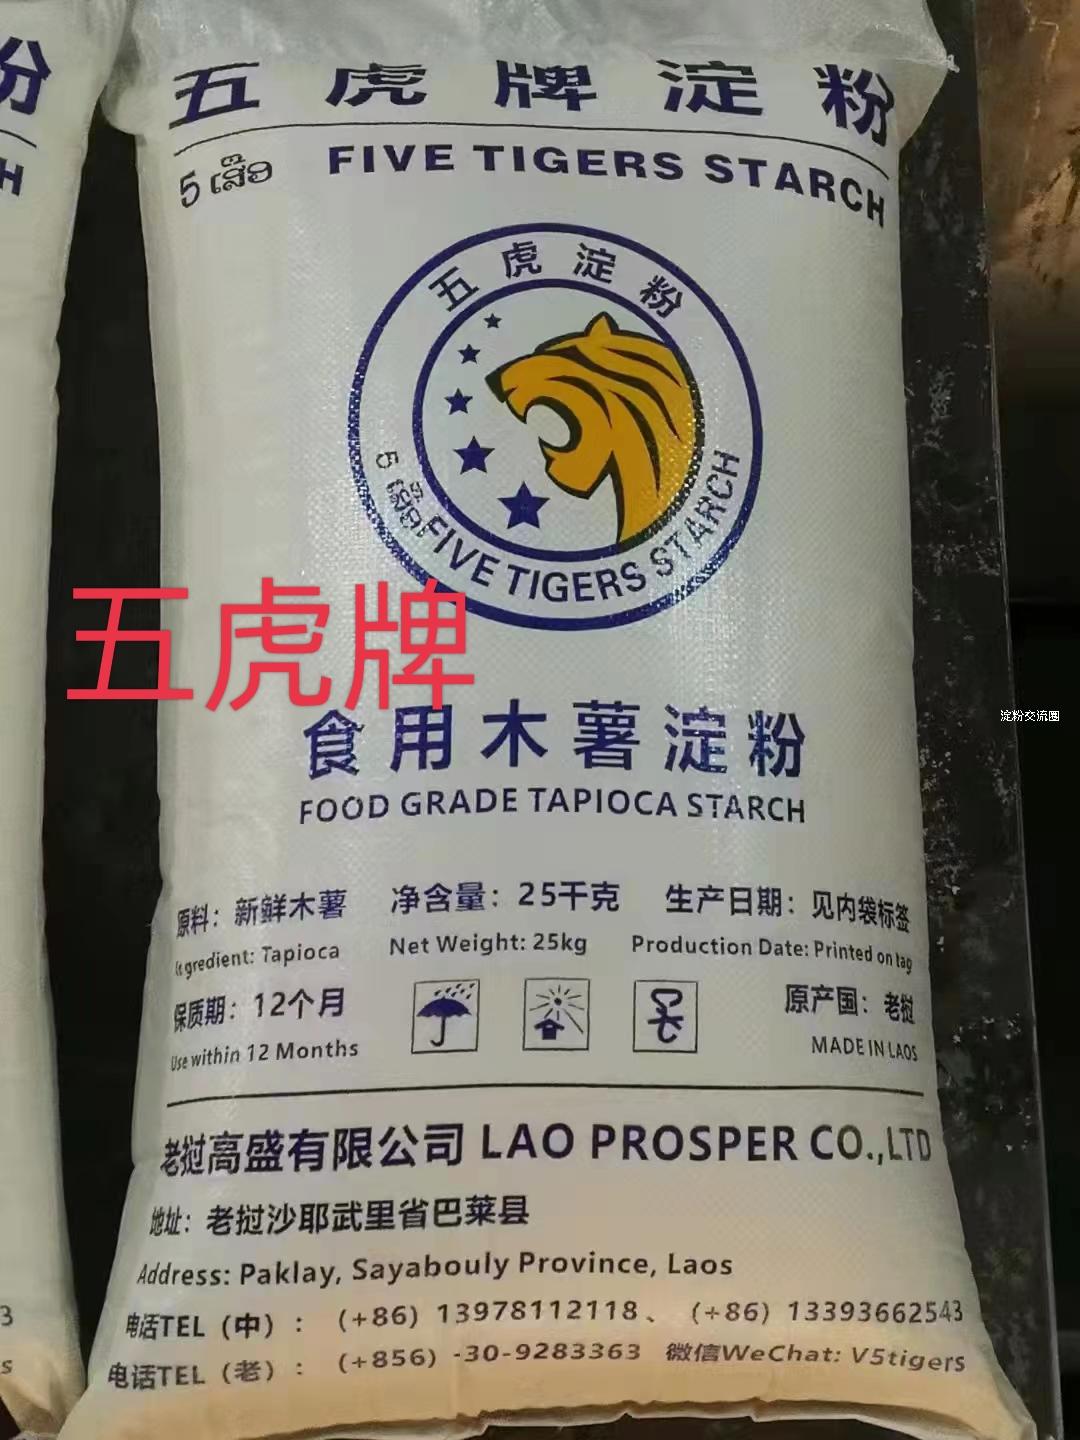 五虎牌淀粉
5 ເສືອ FIVE TIGERS STARCH
五虎淀粉
5 ເສືອ FIVE TIGERS STARCH
五虎牌
淀粉交流圈
食用木薯淀粉
FOOD GRADE TAPIOCA STARCH
原料：新鲜木薯 净含量：25千克 生产日期：见内袋标签
gredient: Tapioca Net Weight: 25kg Production Date: Printed on tag
保质期：12个月 原产国：老挝
Use within 12 Months MADE IN LAOS
老挝高盛有限公司 LAO PROSPER CO.,LTD
地址：老挝沙耶武里省巴莱县
Address: Paklay, Sayabouly Province, Laos
电话TEL（中）：（+86）13978112118、（+86）13393662543
电话TEL（老）：（+856）-30-9283363 微信WeChat: V5tigers
粉
H
3
s